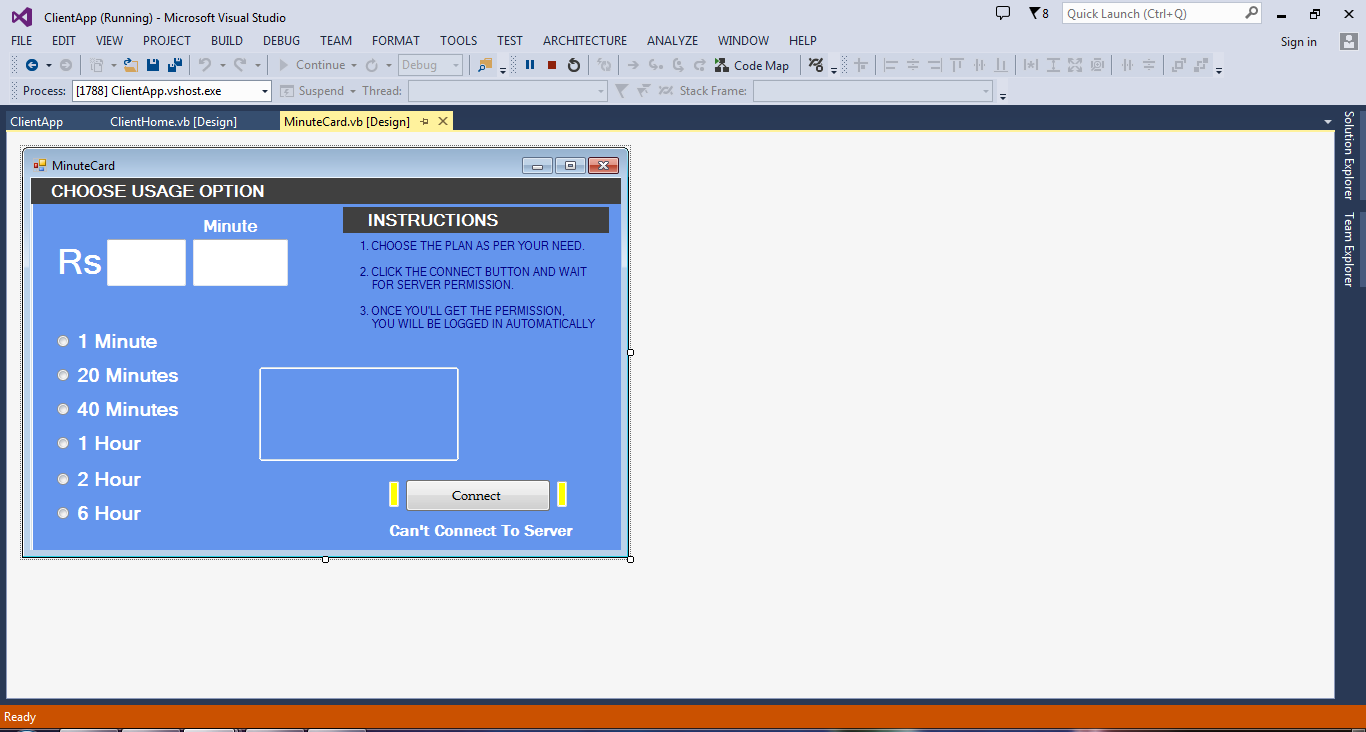 ClientApp (Running) - Microsoft Visual Studio
8
Quick Launch (Ctrl+Q)
FILE EDIT VIEW PROJECT BUILD DEBUG TEAM FORMAT TOOLS TEST ARCHITECTURE ANALYZE WINDOW HELP
Sign in
Continue Debug Code Map
Process: [1788] ClientApp.vshost.exe Suspend Thread: Stack Frame:
ClientApp ClientHome.vb [Design] MinuteCard.vb [Design]
Solution Explorer
Team Explorer
MinuteCard
CHOOSE USAGE OPTION
Minute
Rs
INSTRUCTIONS
1. CHOOSE THE PLAN AS PER YOUR NEED.
2. CLICK THE CONNECT BUTTON AND WAIT
FOR SERVER PERMISSION.
3. ONCE YOU'LL GET THE PERMISSION,
YOU WILL BE LOGGED IN AUTOMATICALLY
1 Minute
20 Minutes
40 Minutes
1 Hour
2 Hour
6 Hour
Connect
Can't Connect To Server
Ready